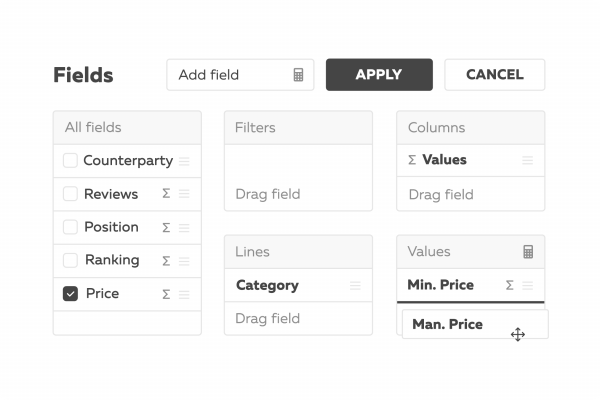 Fields
Add field
APPLY
CANCEL
All fields
Counterparty
Reviews Σ
Position Σ
Ranking Σ
Price Σ
Filters
Drag field
Columns
Σ Values
Drag field
Lines
Category
Drag field
Values
Min. Price Σ
Man. Price